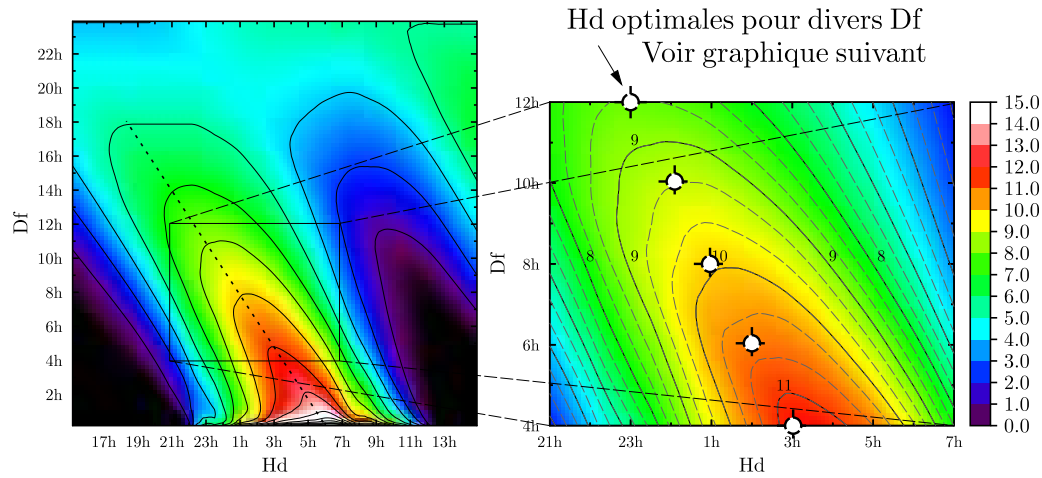 Hd optimales pour divers Df
Voir graphique suivant
22h
20h
18h
16h
14h
12h
10h
8h
6h
4h
2h
Df
17h 19h 21h 23h 1h 3h 5h 7h 9h 11h 13h
Hd
12h
10h
8h
6h
4h
Df
9
8 9 10 9 8
11
21h 23h 1h 3h 5h 7h
Hd
15.0
14.0
13.0
12.0
11.0
10.0
9.0
8.0
7.0
6.0
5.0
4.0
3.0
2.0
1.0
0.0